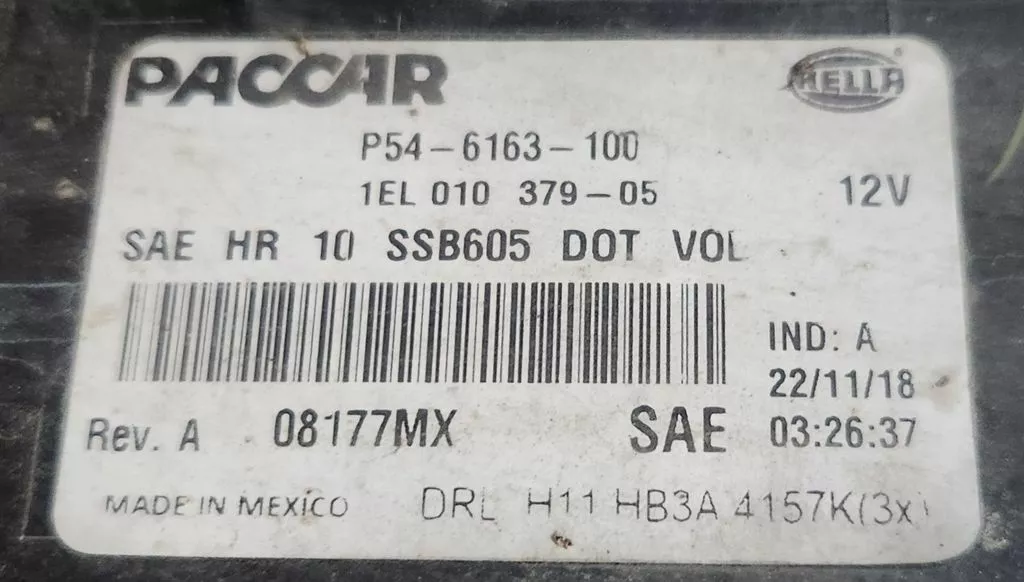 PACCAR
HELLA
P54-6163-100
1EL 010 379-05
12V
SAE HR 10 SSB605 DOT VOL
IND: A
22/11/18
Rev. A 08177MX SAE 03:26:37
MADE IN MEXICO DRL H11 HB3A 4157K(3x)